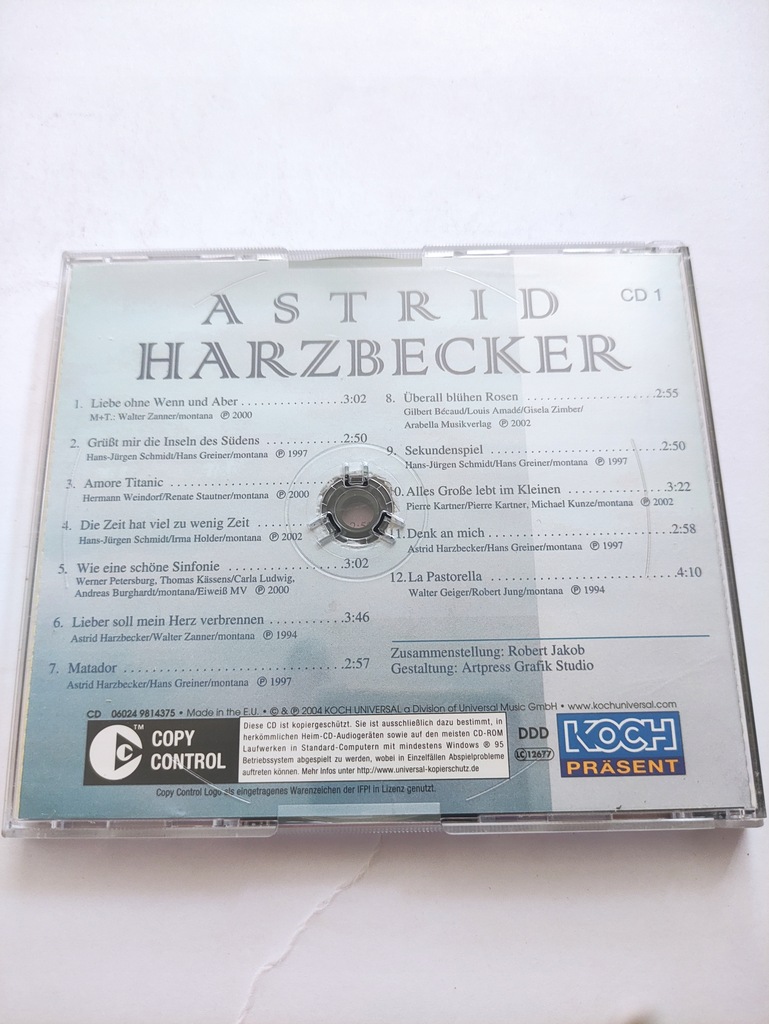 ASTRID
CD 1
HARZBECKER
1. Liebe ohne Wenn und Aber ...................3:02
M+T.: Walter Zanner/montana ℗ 2000
2. Grüßt mir die Inseln des Südens .............2:50
Hans-Jürgen Schmidt/Hans Greiner/montana ℗ 1997
3. Amore Titanic
Hermann Weindorf/Renate Stautner/montana ℗ 2000
4. Die Zeit hat viel zu wenig Zeit
Hans-Jürgen Schmidt/Irma Holder/montana ℗ 2002
5. Wie eine schöne Sinfonie ...................3:02
Werner Petersburg, Thomas Kässens/Carla Ludwig,
Andreas Burghardt/montana/Eiweiß MV ℗ 2000
6. Lieber soll mein Herz verbrennen ............3:46
Astrid Harzbecker/Walter Zanner/montana ℗ 1994
7. Matador ...................................2:57
Astrid Harzbecker/Hans Greiner/montana ℗ 1997
8. Überall blühen Rosen .....................2:55
Gilbert Bécaud/Louis Amadé/Gisela Zimber/
Arabella Musikverlag ℗ 2002
9. Sekundenspiel ............................2:50
Hans-Jürgen Schmidt/Hans Greiner/montana ℗ 1997
0. Alles Große lebt im Kleinen .................3:22
Pierre Kartner/Pierre Kartner, Michael Kunze/montana ℗ 2002
11. Denk an mich ............................2:58
Astrid Harzbecker/Hans Greiner/montana ℗ 1997
12. La Pastorella .............................4:10
Walter Geiger/Robert Jung/montana ℗ 1994
Zusammenstellung: Robert Jakob
Gestaltung: Artpress Grafik Studio
CD 06024 9814375 • Made in the E.U. • © & ℗ 2004 KOCH UNIVERSAL a Division of Universal Music GmbH • www.kochuniversal.com
COPY CONTROL™
Diese CD ist kopiergeschützt. Sie ist ausschließlich dazu bestimmt, in
herkömmlichen Heim-CD-Audiogeräten sowie auf den meisten CD-ROM
Laufwerken in Standard-Computern mit mindestens Windows ® 95
Betriebssystem abgespielt zu werden, wobei in Einzelfällen Abspielprobleme
auftreten können. Mehr Infos unter http://www.universal-kopierschutz.de
DDD
LC 12677
KOCH
PRÄSENT
Copy Control Logo als eingetragenes Warenzeichen der IFPI in Lizenz genutzt.